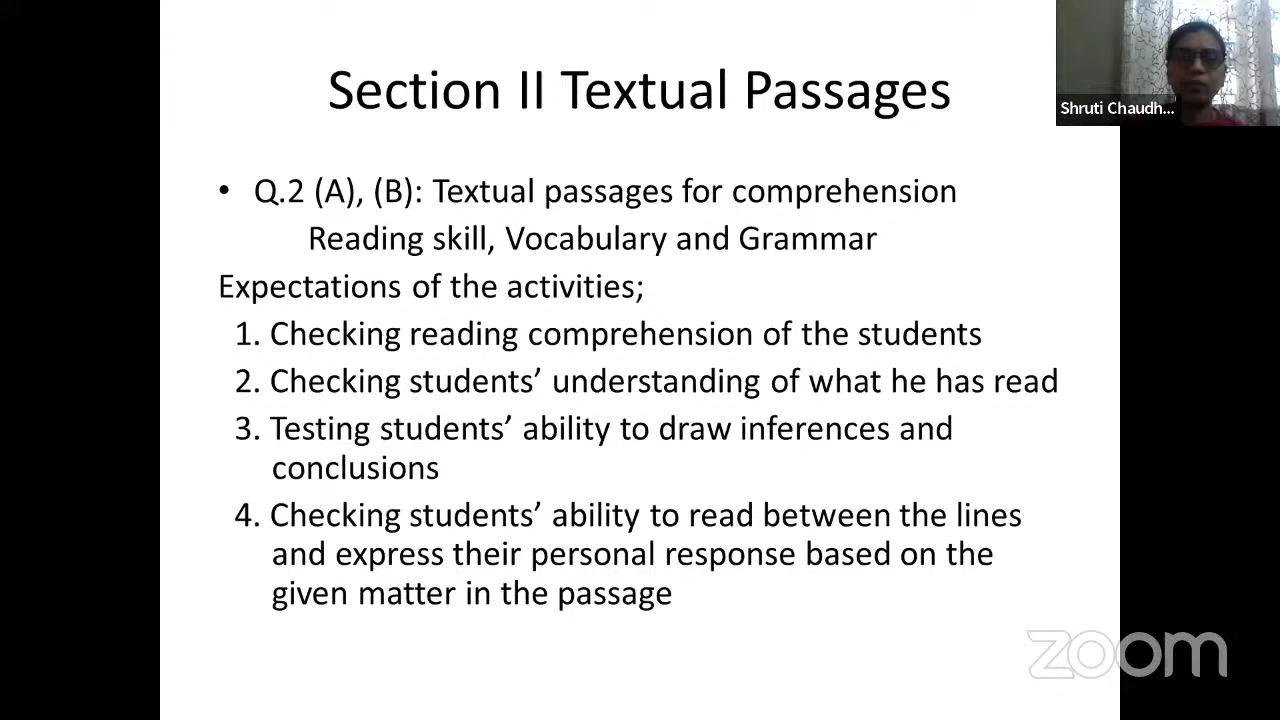 Section II Textual Passages
Shruti Chaudh...
• Q.2 (A), (B): Textual passages for comprehension
Reading skill, Vocabulary and Grammar
Expectations of the activities;
1. Checking reading comprehension of the students
2. Checking students’ understanding of what he has read
3. Testing students’ ability to draw inferences and
conclusions
4. Checking students’ ability to read between the lines
and express their personal response based on the
given matter in the passage
zoom